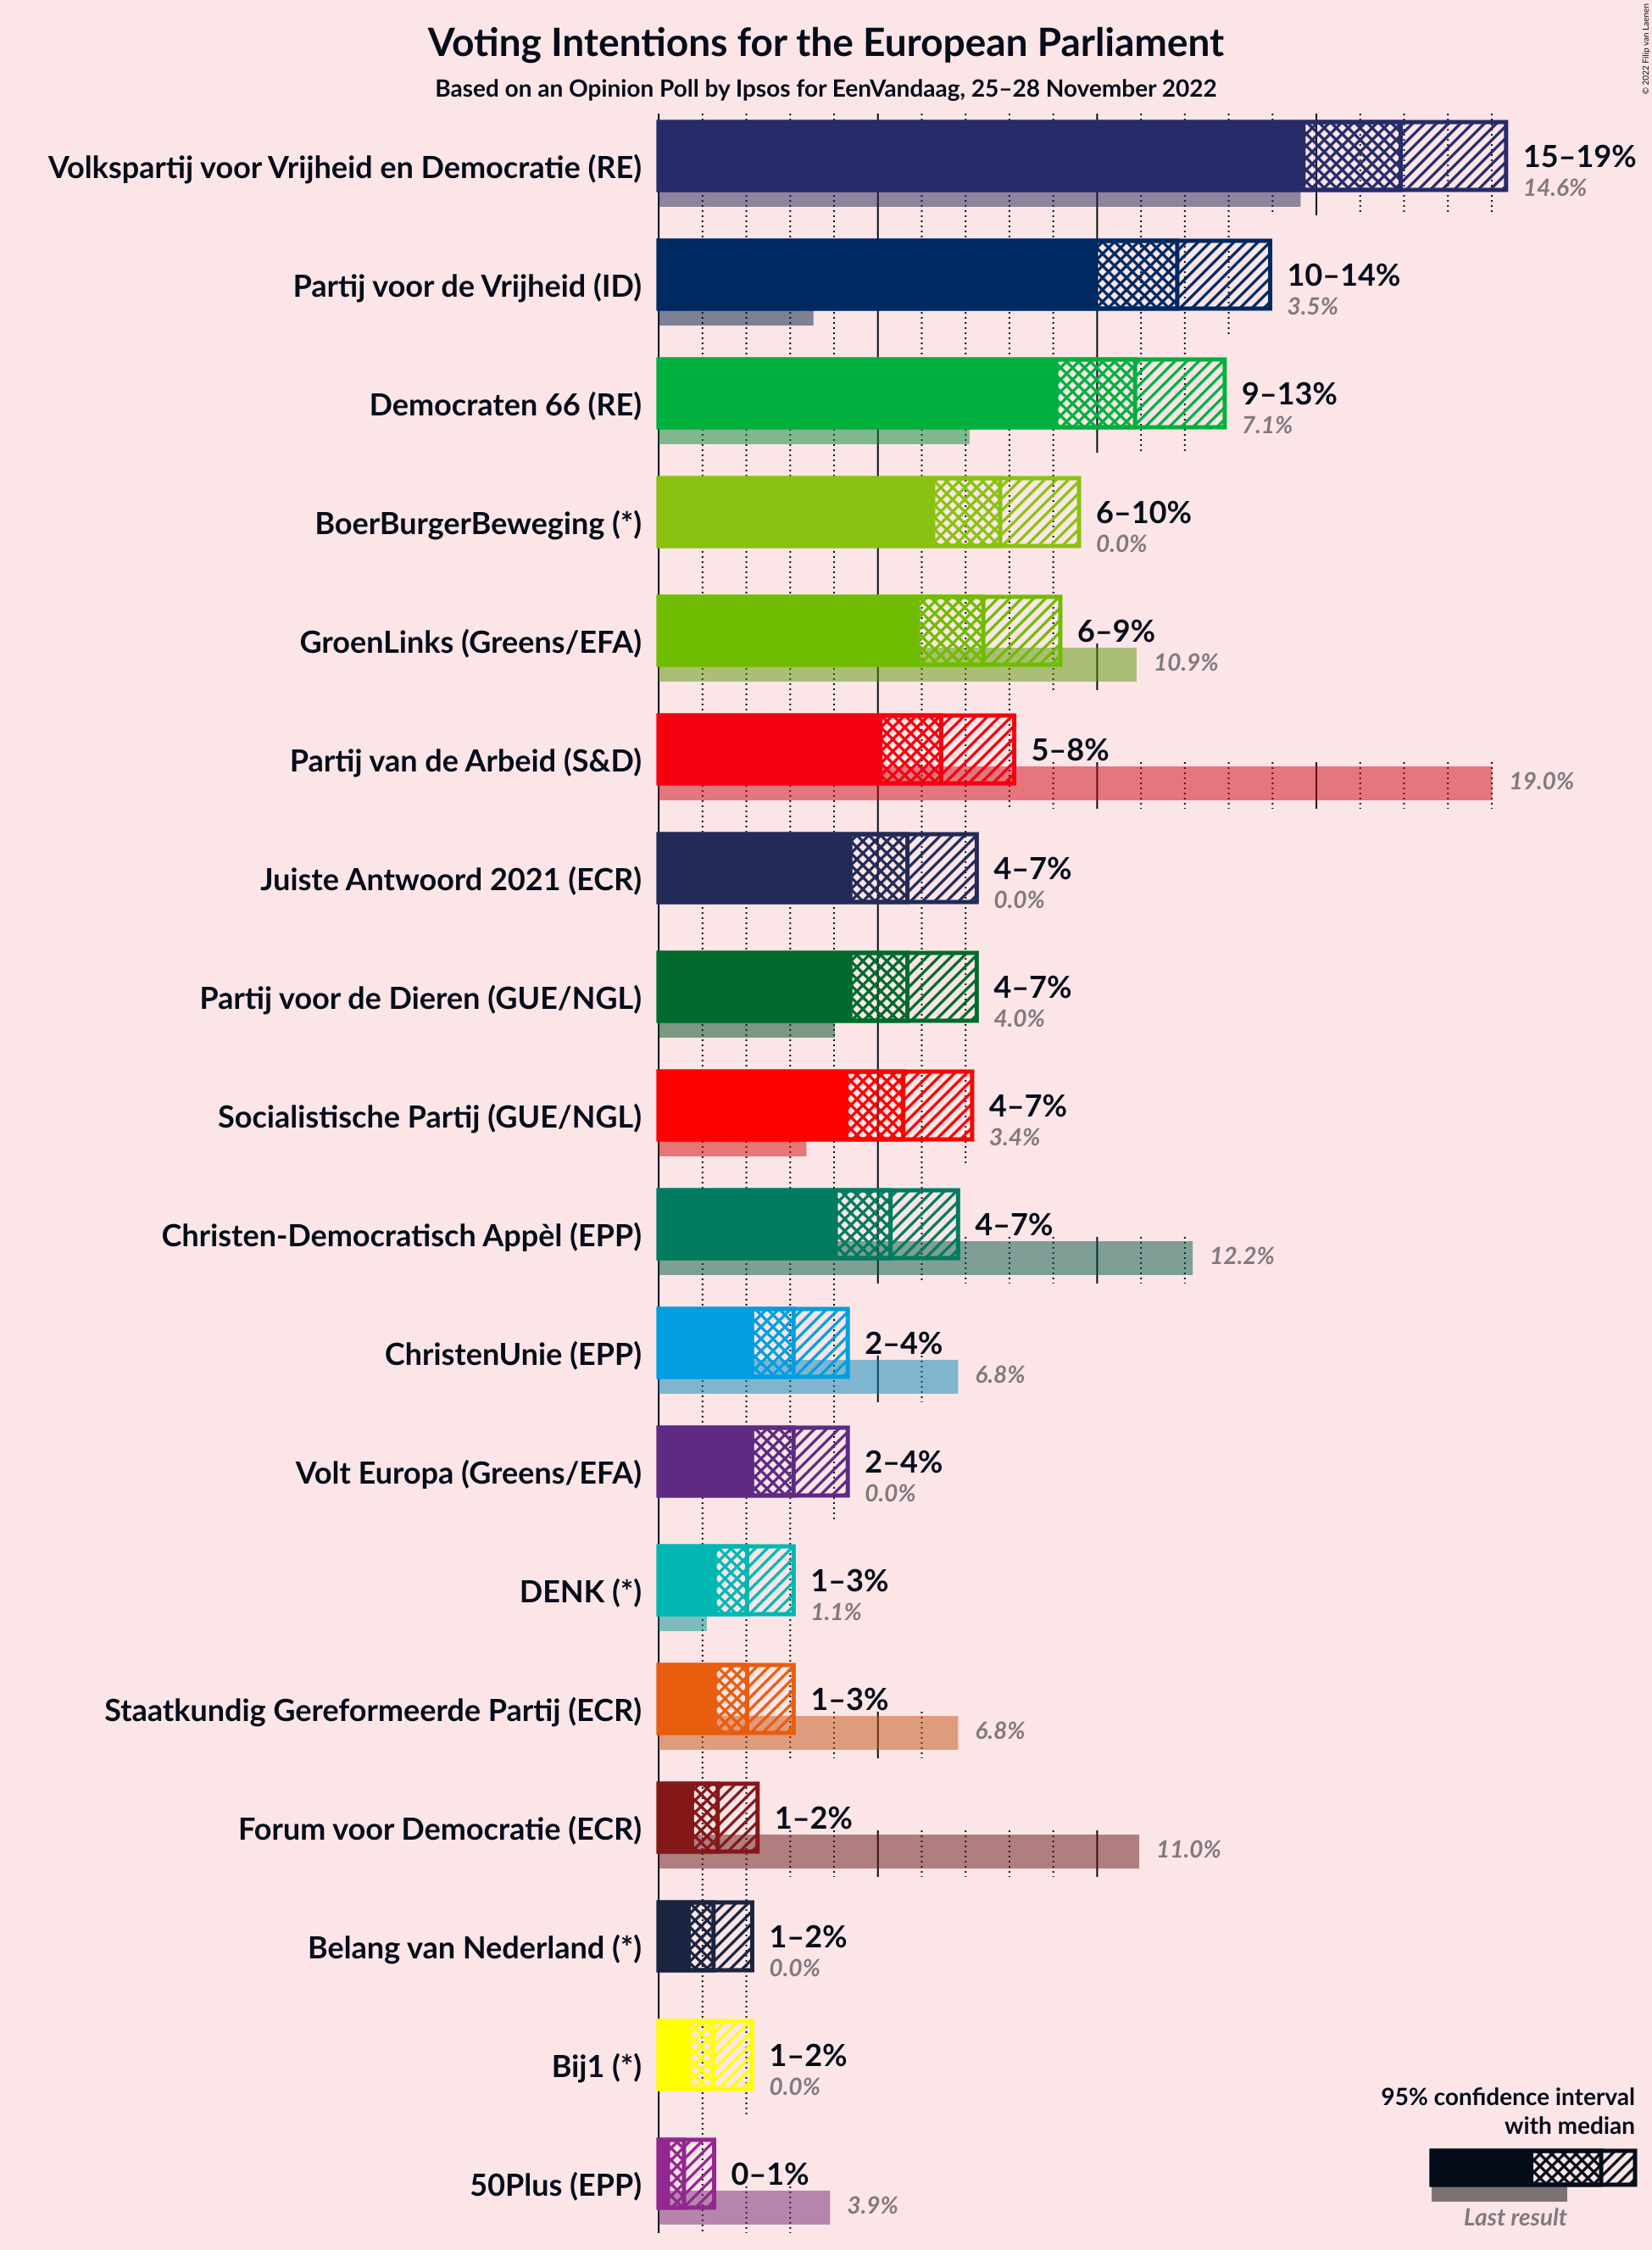 © 2022 Filip van Laenen
Voting Intentions for the European Parliament
Based on an Opinion Poll by Ipsos for EenVandaag, 25–28 November 2022
Volkspartij voor Vrijheid en Democratie (RE)
15–19%
14.6%
Partij voor de Vrijheid (ID)
10–14%
3.5%
Democraten 66 (RE)
9–13%
7.1%
BoerBurgerBeweging (*)
6–10%
0.0%
GroenLinks (Greens/EFA)
6–9%
10.9%
Partij van de Arbeid (S&D)
5–8%
19.0%
Juiste Antwoord 2021 (ECR)
4–7%
0.0%
Partij voor de Dieren (GUE/NGL)
4–7%
4.0%
Socialistische Partij (GUE/NGL)
4–7%
3.4%
Christen-Democratisch Appèl (EPP)
4–7%
12.2%
ChristenUnie (EPP)
2–4%
6.8%
Volt Europa (Greens/EFA)
2–4%
0.0%
DENK (*)
1–3%
1.1%
Staatkundig Gereformeerde Partij (ECR)
1–3%
6.8%
Forum voor Democratie (ECR)
1–2%
11.0%
Belang van Nederland (*)
1–2%
0.0%
Bij1 (*)
1–2%
0.0%
50Plus (EPP)
0–1%
3.9%
95% confidence interval
with median
Last result